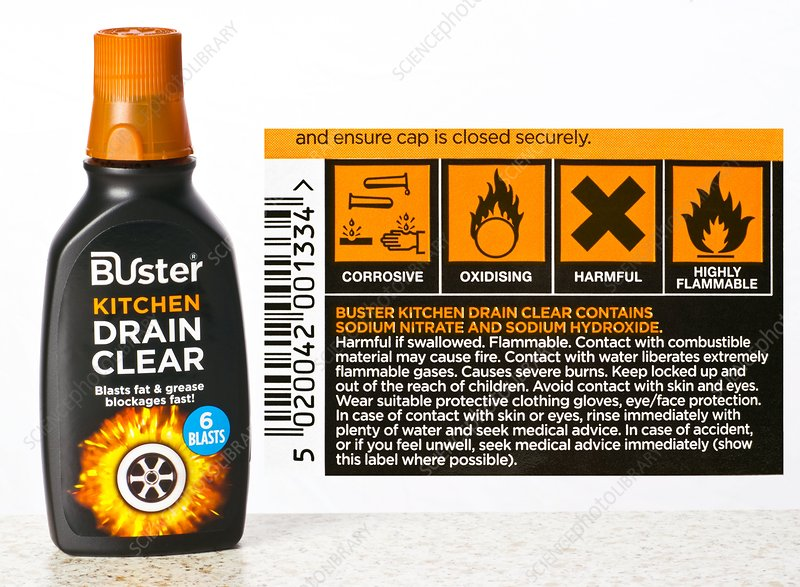 BUster®
KITCHEN
DRAIN
CLEAR
Blasts fat & grease
blockages fast!
6
BLASTS
and ensure cap is closed securely.
5 020042 001334 >
CORROSIVE
OXIDISING
HARMFUL
HIGHLY
FLAMMABLE
BUSTER KITCHEN DRAIN CLEAR CONTAINS
SODIUM NITRATE AND SODIUM HYDROXIDE.
Harmful if swallowed. Flammable. Contact with combustible
material may cause fire. Contact with water liberates extremely
flammable gases. Causes severe burns. Keep locked up and
out of the reach of children. Avoid contact with skin and eyes.
Wear suitable protective clothing gloves, eye/face protection.
In case of contact with skin or eyes, rinse immediately with
plenty of water and seek medical advice. In case of accident,
or if you feel unwell, seek medical advice immediately (show
this label where possible).
SCIENCEPHOTOLIBRARY